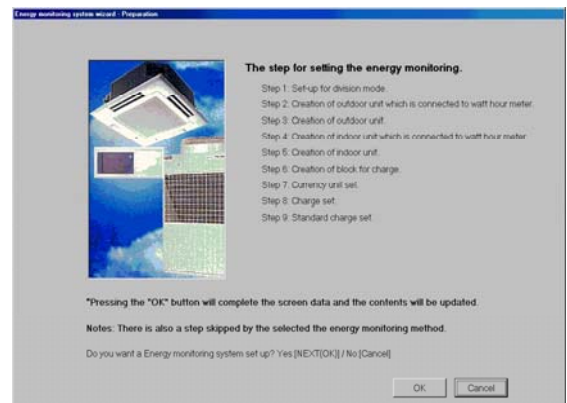 Energy monitoring system wizard - Preparation
The step for setting the energy monitoring.
Step 1: Set-up for division mode.
Step 2: Creation of outdoor unit which is connected to watt hour meter.
Step 3: Creation of outdoor unit.
Step 4: Creation of indoor unit which is connected to watt hour meter.
Step 5: Creation of indoor unit.
Step 6: Creation of block for charge.
Step 7: Currency unit set.
Step 8: Charge set.
Step 9: Standard charge set.
"Pressing the "OK" button will complete the screen data and the contents will be updated.
Notes: There is also a step skipped by the selected the energy monitoring method.
Do you want a Energy monitoring system set up? Yes [NEXT(OK)] / No [Cancel]
OK Cancel